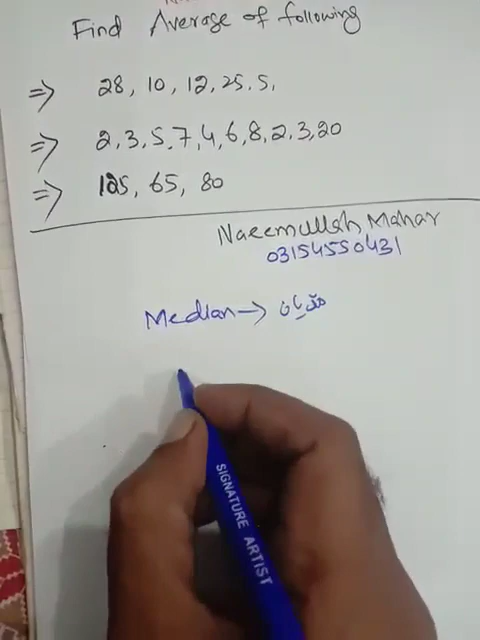 Find Average of following
⇒ 28, 10, 12, 25, 5,
⇒ 2, 3, 5, 7, 4, 6, 8, 2, 3, 20
⇒ 125, 65, 80
Naeemullah Mahar
03154550431
Median → مڈیان
SIGNATURE ARTIST